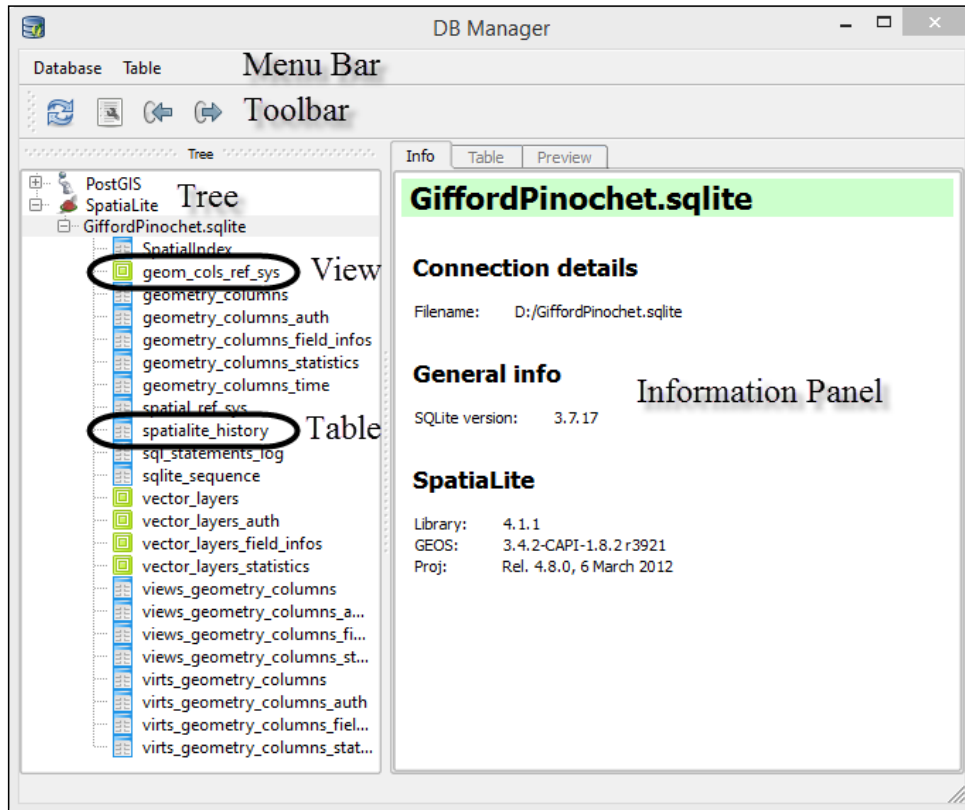 DB Manager
Database Table Menu Bar
Toolbar
Tree
Info Table Preview
PostGIS
SpatiaLite
Tree
GiffordPinochet.sqlite
SpatialIndex
geom_cols_ref_sys
View
geometry_columns
geometry_columns_auth
geometry_columns_field_infos
geometry_columns_statistics
geometry_columns_time
spatial_ref_sys
spatialite_history
Table
sql_statements_log
sqlite_sequence
vector_layers
vector_layers_auth
vector_layers_field_infos
vector_layers_statistics
views_geometry_columns
views_geometry_columns_a...
views_geometry_columns_fi...
views_geometry_columns_st...
virts_geometry_columns
virts_geometry_columns_auth
virts_geometry_columns_fiel...
virts_geometry_columns_stat...
GiffordPinochet.sqlite
Connection details
Filename: D:/GiffordPinochet.sqlite
General info
Information Panel
SQLite version: 3.7.17
SpatiaLite
Library: 4.1.1
GEOS: 3.4.2-CAPI-1.8.2 r3921
Proj: Rel. 4.8.0, 6 March 2012